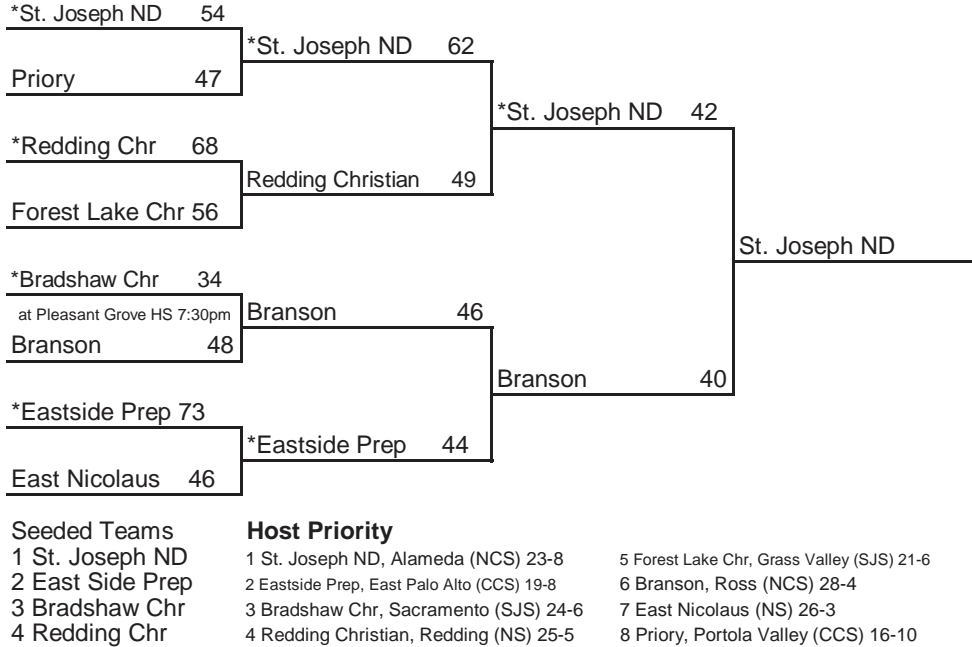 *St. Joseph ND 54
*St. Joseph ND 62
Priory 47
*St. Joseph ND 42
*Redding Chr 68
Redding Christian 49
Forest Lake Chr 56
St. Joseph ND
*Bradshaw Chr 34
at Pleasant Grove HS 7:30pm
Branson 46
Branson 48
Branson 40
*Eastside Prep 73
*Eastside Prep 44
East Nicolaus 46
Seeded Teams
1 St. Joseph ND
2 East Side Prep
3 Bradshaw Chr
4 Redding Chr
Host Priority
1 St. Joseph ND, Alameda (NCS) 23-8
2 Eastside Prep, East Palo Alto (CCS) 19-8
3 Bradshaw Chr, Sacramento (SJS) 24-6
4 Redding Christian, Redding (NS) 25-5
5 Forest Lake Chr, Grass Valley (SJS) 21-6
6 Branson, Ross (NCS) 28-4
7 East Nicolaus (NS) 26-3
8 Priory, Portola Valley (CCS) 16-10